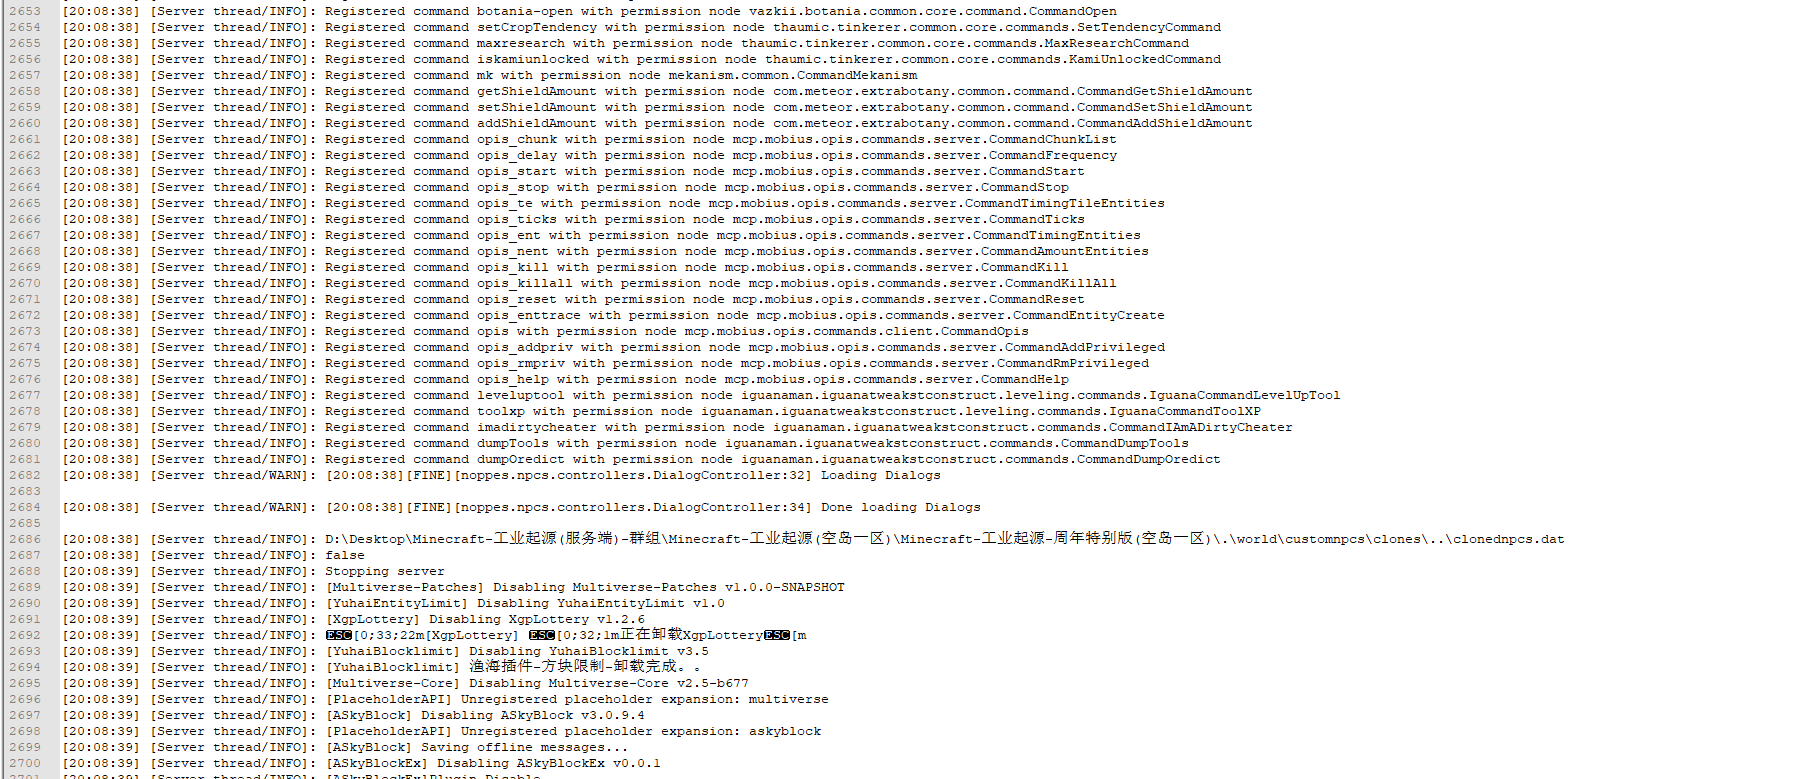 2653 [20:08:38] [Server thread/INFO]: Registered command botania-open with permission node vazkii.botania.common.core.command.CommandOpen
2654 [20:08:38] [Server thread/INFO]: Registered command setCropTendency with permission node thaumic.tinkerer.common.core.commands.SetTendencyCommand
2655 [20:08:38] [Server thread/INFO]: Registered command maxresearch with permission node thaumic.tinkerer.common.core.commands.MaxResearchCommand
2656 [20:08:38] [Server thread/INFO]: Registered command iskamiunlocked with permission node thaumic.tinkerer.common.core.commands.KamiUnlockedCommand
2657 [20:08:38] [Server thread/INFO]: Registered command mk with permission node mekanism.common.CommandMekanism
2658 [20:08:38] [Server thread/INFO]: Registered command getShieldAmount with permission node com.meteor.extrabotany.common.command.CommandGetShieldAmount
2659 [20:08:38] [Server thread/INFO]: Registered command setShieldAmount with permission node com.meteor.extrabotany.common.command.CommandSetShieldAmount
2660 [20:08:38] [Server thread/INFO]: Registered command addShieldAmount with permission node com.meteor.extrabotany.common.command.CommandAddShieldAmount
2661 [20:08:38] [Server thread/INFO]: Registered command opis_chunk with permission node mcp.mobius.opis.commands.server.CommandChunkList
2662 [20:08:38] [Server thread/INFO]: Registered command opis_delay with permission node mcp.mobius.opis.commands.server.CommandFrequency
2663 [20:08:38] [Server thread/INFO]: Registered command opis_start with permission node mcp.mobius.opis.commands.server.CommandStart
2664 [20:08:38] [Server thread/INFO]: Registered command opis_stop with permission node mcp.mobius.opis.commands.server.CommandStop
2665 [20:08:38] [Server thread/INFO]: Registered command opis_te with permission node mcp.mobius.opis.commands.server.CommandTimingTileEntities
2666 [20:08:38] [Server thread/INFO]: Registered command opis_ticks with permission node mcp.mobius.opis.commands.server.CommandTicks
2667 [20:08:38] [Server thread/INFO]: Registered command opis_ent with permission node mcp.mobius.opis.commands.server.CommandTimingEntities
2668 [20:08:38] [Server thread/INFO]: Registered command opis_nent with permission node mcp.mobius.opis.commands.server.CommandAmountEntities
2669 [20:08:38] [Server thread/INFO]: Registered command opis_kill with permission node mcp.mobius.opis.commands.server.CommandKill
2670 [20:08:38] [Server thread/INFO]: Registered command opis_killall with permission node mcp.mobius.opis.commands.server.CommandKillAll
2671 [20:08:38] [Server thread/INFO]: Registered command opis_reset with permission node mcp.mobius.opis.commands.server.CommandReset
2672 [20:08:38] [Server thread/INFO]: Registered command opis_enttrace with permission node mcp.mobius.opis.commands.server.CommandEntityCreate
2673 [20:08:38] [Server thread/INFO]: Registered command opis with permission node mcp.mobius.opis.commands.client.CommandOpis
2674 [20:08:38] [Server thread/INFO]: Registered command opis_addpriv with permission node mcp.mobius.opis.commands.server.CommandAddPrivileged
2675 [20:08:38] [Server thread/INFO]: Registered command opis_rmpriv with permission node mcp.mobius.opis.commands.server.CommandRmPrivileged
2676 [20:08:38] [Server thread/INFO]: Registered command opis_help with permission node mcp.mobius.opis.commands.server.CommandHelp
2677 [20:08:38] [Server thread/INFO]: Registered command leveluptool with permission node iguanaman.iguanatweakstconstruct.leveling.commands.IguanaCommandLevelUpTool
2678 [20:08:38] [Server thread/INFO]: Registered command toolxp with permission node iguanaman.iguanatweakstconstruct.leveling.commands.IguanaCommandToolXP
2679 [20:08:38] [Server thread/INFO]: Registered command imadirtycheater with permission node iguanaman.iguanatweakstconstruct.commands.CommandIAmADirtyCheater
2680 [20:08:38] [Server thread/INFO]: Registered command dumpTools with permission node iguanaman.iguanatweakstconstruct.commands.CommandDumpTools
2681 [20:08:38] [Server thread/INFO]: Registered command dumpOredict with permission node iguanaman.iguanatweakstconstruct.commands.CommandDumpOredict
2682 [20:08:38] [Server thread/WARN]: [20:08:38][FINE][noppes.npcs.controllers.DialogController:32] Loading Dialogs
2683
2684 [20:08:38] [Server thread/WARN]: [20:08:38][FINE][noppes.npcs.controllers.DialogController:34] Done loading Dialogs
2685
2686 [20:08:38] [Server thread/INFO]: D:\Desktop\Minecraft-工业起源(服务端)-群组\Minecraft-工业起源(空岛一区)\Minecraft-工业起源-周年特别版(空岛一区)\.\world\customnpcs\clones\..\clonednpcs.dat
2687 [20:08:38] [Server thread/INFO]: false
2688 [20:08:39] [Server thread/INFO]: Stopping server
2689 [20:08:39] [Server thread/INFO]: [Multiverse-Patches] Disabling Multiverse-Patches v1.0.0-SNAPSHOT
2690 [20:08:39] [Server thread/INFO]: [YuhaiEntityLimit] Disabling YuhaiEntityLimit v1.0
2691 [20:08:39] [Server thread/INFO]: [XgpLottery] Disabling XgpLottery v1.2.6
2692 [20:08:39] [Server thread/INFO]: ESC[0;33;22m[XgpLottery] ESC[0;32;1m正在卸载XgpLotteryESC[m
2693 [20:08:39] [Server thread/INFO]: [YuhaiBlocklimit] Disabling YuhaiBlocklimit v3.5
2694 [20:08:39] [Server thread/INFO]: [YuhaiBlocklimit] 渔海插件-方块限制-卸载完成。。
2695 [20:08:39] [Server thread/INFO]: [Multiverse-Core] Disabling Multiverse-Core v2.5-b677
2696 [20:08:39] [Server thread/INFO]: [PlaceholderAPI] Unregistered placeholder expansion: multiverse
2697 [20:08:39] [Server thread/INFO]: [ASkyBlock] Disabling ASkyBlock v3.0.9.4
2698 [20:08:39] [Server thread/INFO]: [PlaceholderAPI] Unregistered placeholder expansion: askyblock
2699 [20:08:39] [Server thread/INFO]: [ASkyBlock] Saving offline messages...
2700 [20:08:39] [Server thread/INFO]: [ASkyBlockEx] Disabling ASkyBlockEx v0.0.1
2701 [20:08:39] [Server thread/INFO]: [ASkyBlockEx]Plugin Disable